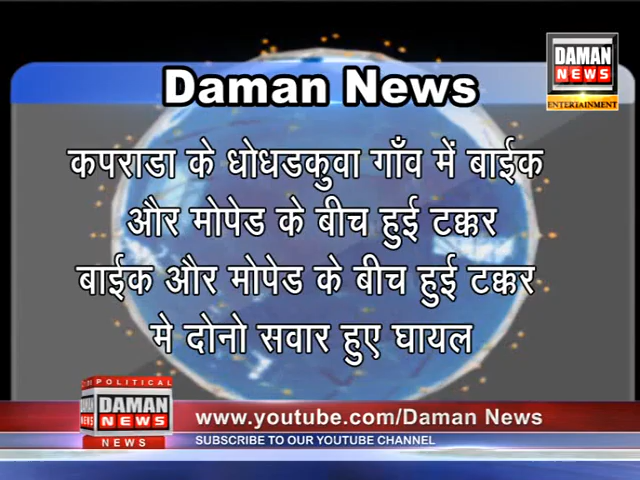 Daman News
DAMAN
NEWS
ENTERTAINMENT
कपराडा के धोधडकुवा गाँव में बाईक
और मोपेड के बीच हुई टक्कर
बाईक और मोपेड के बीच हुई टक्कर
मे दोनो सवार हुए घायल
POLITICAL
DAMAN
NEWS
NEWS
www.youtube.com/Daman News
SUBSCRIBE TO OUR YOUTUBE CHANNEL